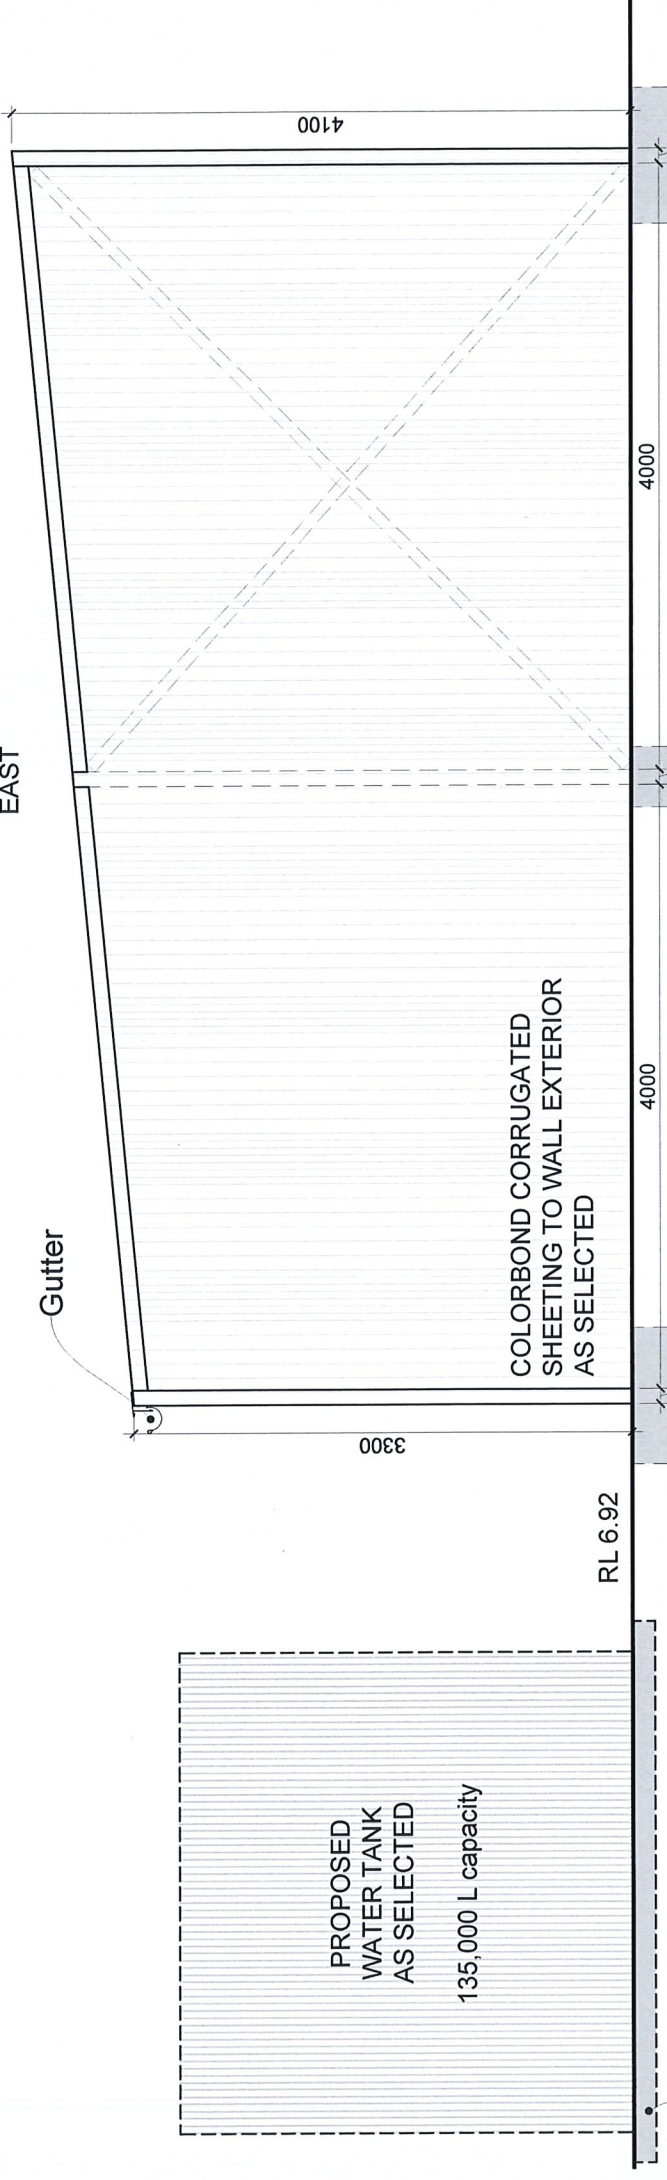 EAST
Gutter
4100
3300
COLORBOND CORRUGATED
SHEETING TO WALL EXTERIOR
AS SELECTED
PROPOSED
WATER TANK
AS SELECTED
135,000 L capacity
RL 6.92
4000
4000